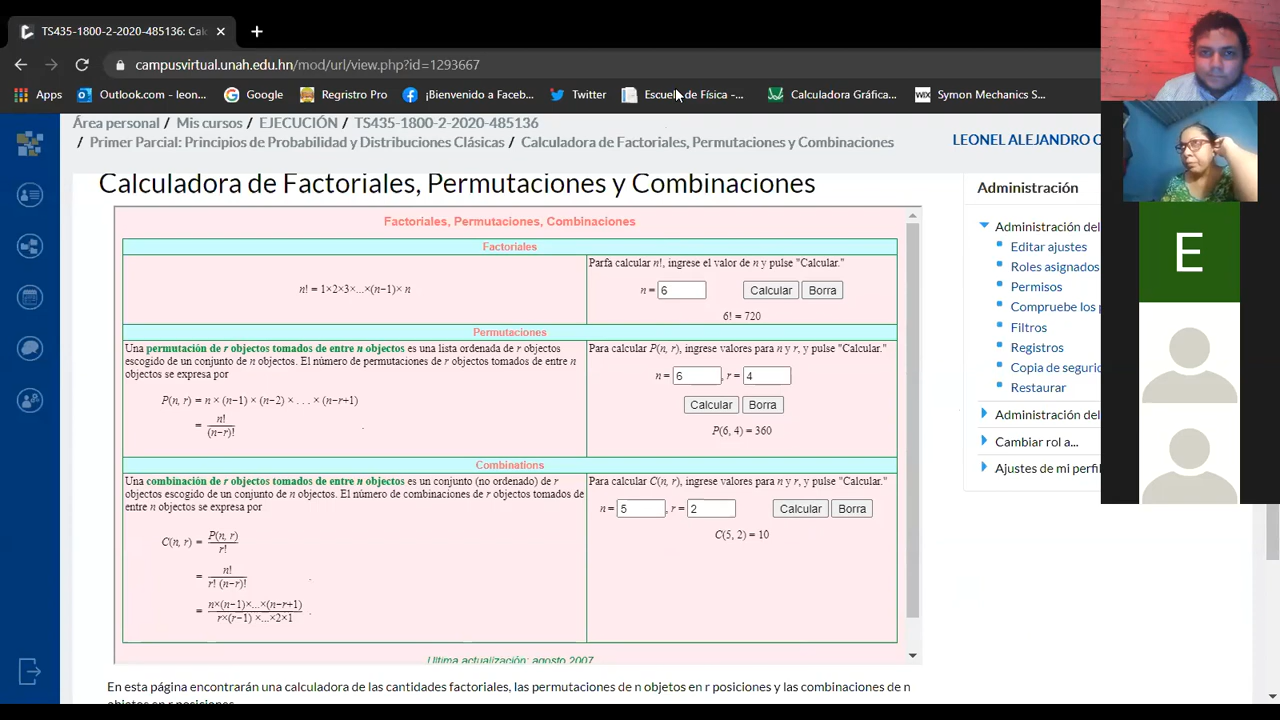 TS435-1800-2-2020-485136: Calc
campusvirtual.unah.edu.hn/mod/url/view.php?id=1293667
Apps Outlook.com - leon... Google Registro Pro ¡Bienvenido a Faceb... Twitter Escuela de Física -... Calculadora Gráfica... WIX Symon Mechanics S...
Área personal / Mis cursos / EJECUCIÓN / TS435-1800-2-2020-485136
/ Primer Parcial: Principios de Probabilidad y Distribuciones Clásicas / Calculadora de Factoriales, Permutaciones y Combinaciones
LEONEL ALEJANDRO
Calculadora de Factoriales, Permutaciones y Combinaciones
Factoriales, Permutaciones, Combinaciones
Factoriales
n! = 1×2×3×...×(n−1)× n
Parfa calcular n!, ingrese el valor de n y pulse "Calcular."
n = 6 Calcular Borra
6! = 720
Permutaciones
Una permutación de r objectos tomados de entre n objectos es una lista ordenada de r objectos
escogido de un conjunto de n objectos. El número de permutaciones de r objectos tomados de entre n
objectos se expresa por
P(n, r) = n × (n−1) × (n−2) × . . . × (n−r+1)
= n!
(n−r)! .
Para calcular P(n, r), ingrese valores para n y r, y pulse "Calcular."
n = 6 , r = 4
Calcular Borra
P(6, 4) = 360
Combinations
Una combinación de r objectos tomados de entre n objectos es un conjunto (no ordenado) de r
objectos escogido de un conjunto de n objectos. El número de combinaciones de r objectos tomados de
entre n objectos se expresa por
C(n, r) = P(n, r)
r!
= n!
r! (n−r)! .
= n×(n−1)×...×(n−r+1)
r×(r−1) ×...×2×1 .
Para calcular C(n, r), ingrese valores para n y r, y pulse "Calcular."
n = 5 , r = 2 Calcular Borra
C(5, 2) = 10
Ultima actualización: agosto 2007
En esta página encontrarán una calculadora de las cantidades factoriales, las permutaciones de n objetos en r posiciones y las combinaciones de n
objetos en r posiciones
Administración
Administración del
Editar ajustes
Roles asignados
Permisos
Compruebe los p
Filtros
Registros
Copia de seguri
Restaurar
Administración del
Cambiar rol a...
Ajustes de mi perfil
E